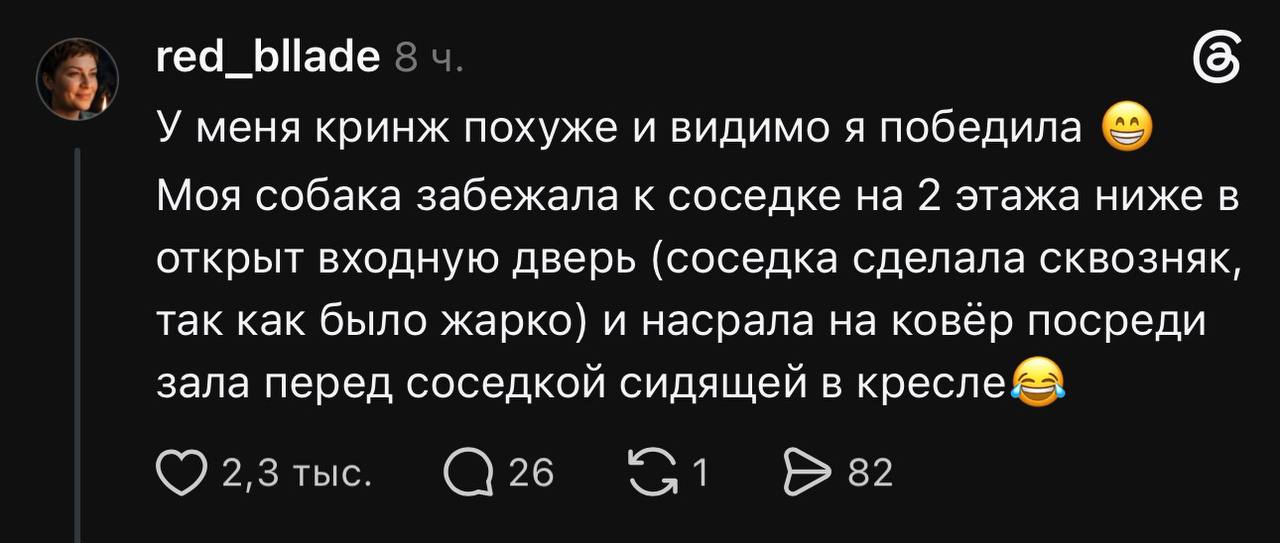 red_bllade 8 ч.
У меня кринж похуже и видимо я победила 😁
Моя собака забежала к соседке на 2 этажа ниже в
открыт входную дверь (соседка сделала сквозняк,
так как было жарко) и насрала на ковёр посреди
зала перед соседкой сидящей в кресле😂
2,3 тыс. 26 1 82